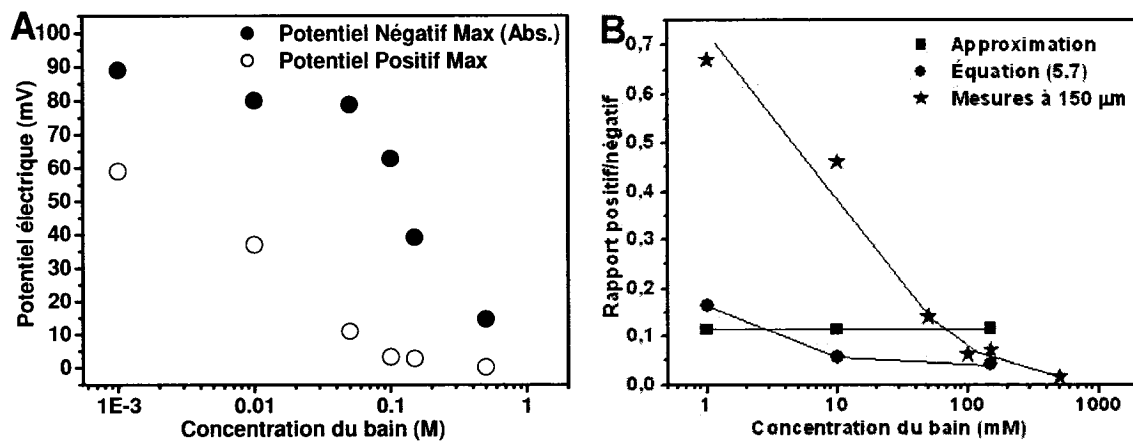 A
Potentiel Négatif Max (Abs.)
Potentiel Positif Max
Potentiel électrique (mV)
100
90
80
70
60
50
40
30
20
10
0
1E-3
0.01
0.1
1
Concentration du bain (M)
B
Approximation
Équation (5.7)
Mesures à 150 µm
Rapport positif/négatif
0,7
0,6
0,5
0,4
0,3
0,2
0,1
0,0
1
10
100
1000
Concentration du bain (mM)